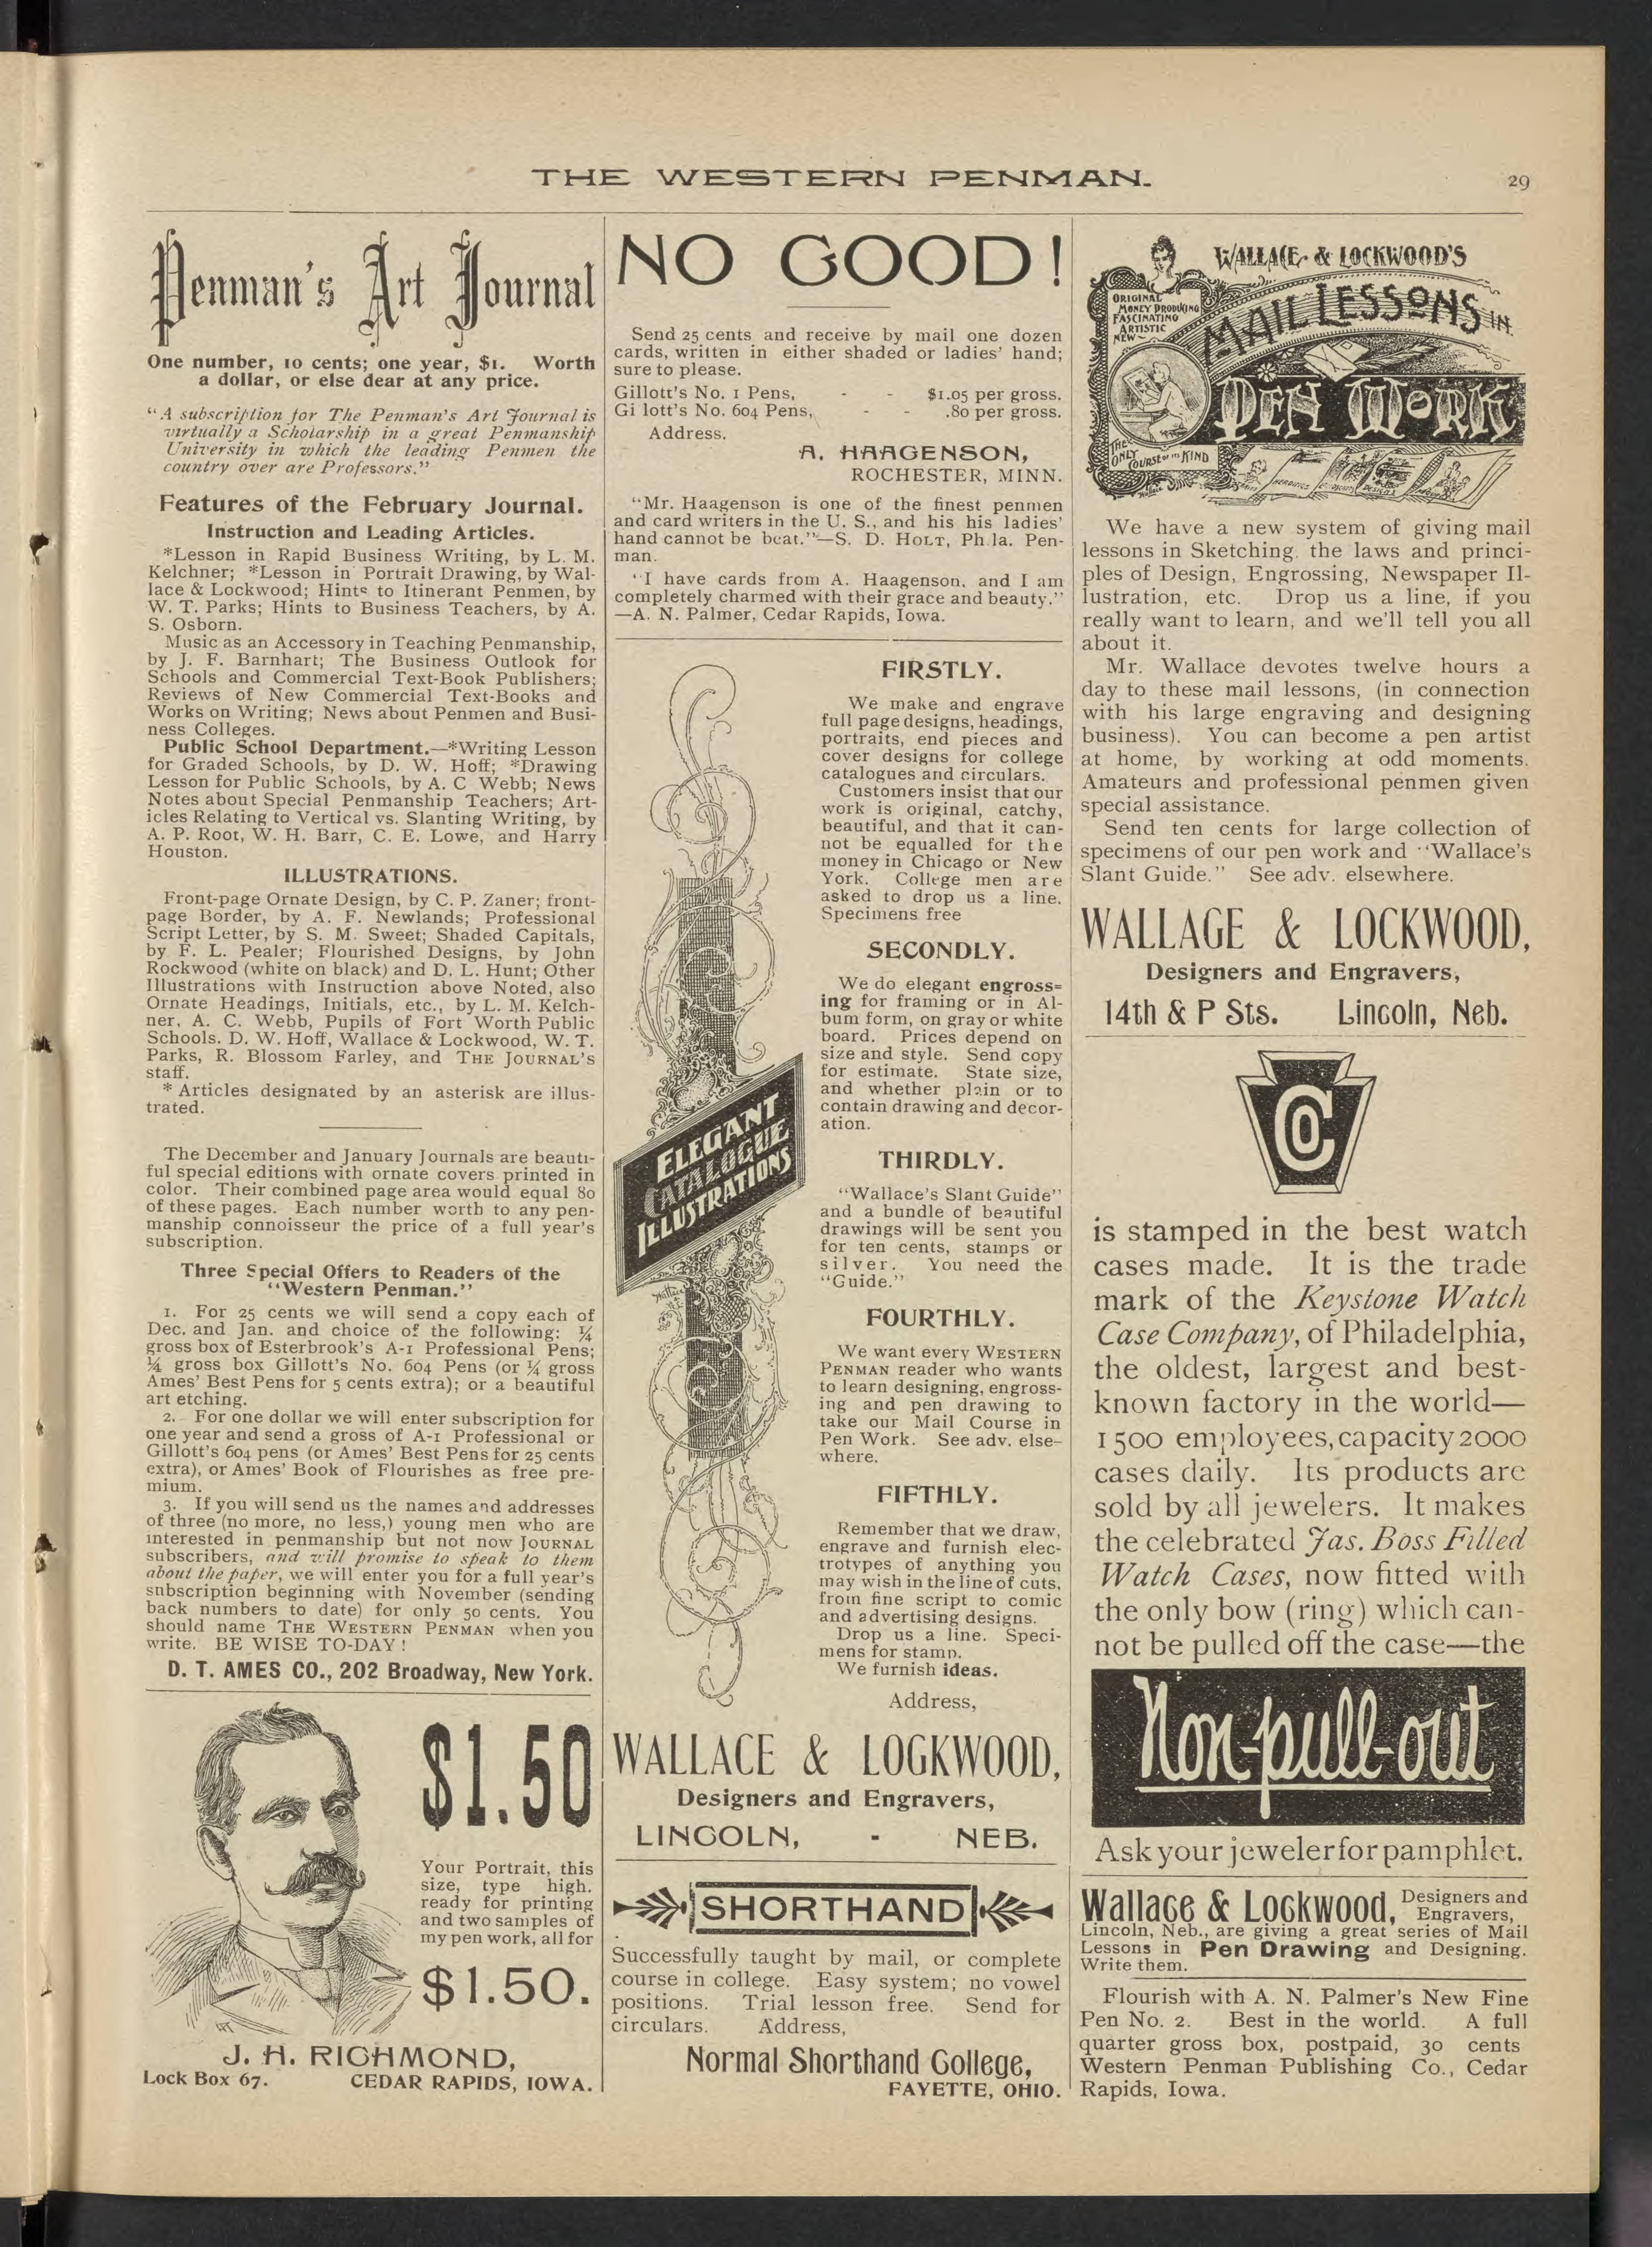 THE WESTERN PENMAN.
29
Penman's Art Journal
One number, 10 cents; one year, $1. Worth
a dollar, or else dear at any price.
"A subscription for The Penman's Art Journal is
virtually a Scholarship in a great Penmanship
University in which the leading Penmen the
country over are Professors."
Features of the February Journal.
Instruction and Leading Articles.
*Lesson in Rapid Business Writing, by L. M.
Kelchner; *Lesson in Portrait Drawing, by Wal-
lace & Lockwood; Hints to Itinerant Penmen, by
W. T. Parks; Hints to Business Teachers, by A.
S. Osborn.
Music as an Accessory in Teaching Penmanship,
by J. F. Barnhart; The Business Outlook for
Schools and Commercial Text-Book Publishers;
Reviews of New Commercial Text-Books and
Works on Writing; News about Penmen and Busi-
ness Colleges.
Public School Department.—*Writing Lesson
for Graded Schools, by D. W. Hoff; *Drawing
Lesson for Public Schools, by A. C Webb; News
Notes about Special Penmanship Teachers; Art-
icles Relating to Vertical vs. Slanting Writing, by
A. P. Root, W. H. Barr, C. E. Lowe, and Harry
Houston.
ILLUSTRATIONS.
Front-page Ornate Design, by C. P. Zaner; front-
page Border, by A. F. Newlands; Professional
Script Letter, by S. M. Sweet; Shaded Capitals,
by F. L. Pealer; Flourished Designs, by John
Rockwood (white on black) and D. L. Hunt; Other
Illustrations with Instruction above Noted, also
Ornate Headings, Initials, etc., by L. M. Kelch-
ner, A. C. Webb, Pupils of Fort Worth Public
Schools. D. W. Hoff, Wallace & Lockwood, W. T.
Parks, R. Blossom Farley, and THE JOURNAL'S
staff.
* Articles designated by an asterisk are illus-
trated.
The December and January Journals are beauti-
ful special editions with ornate covers printed in
color. Their combined page area would equal 80
of these pages. Each number worth to any pen-
manship connoisseur the price of a full year's
subscription.
Three Special Offers to Readers of the
"Western Penman."
1. For 25 cents we will send a copy each of
Dec. and Jan. and choice of the following: ¼
gross box of Esterbrook's A-1 Professional Pens;
¼ gross box Gillott's No. 604 Pens (or ¼ gross
Ames' Best Pens for 5 cents extra); or a beautiful
art etching.
2. For one dollar we will enter subscription for
one year and send a gross of A-1 Professional or
Gillott's 604 pens (or Ames' Best Pens for 25 cents
extra), or Ames' Book of Flourishes as free pre-
mium.
3. If you will send us the names and addresses
of three (no more, no less,) young men who are
interested in penmanship but not now JOURNAL
subscribers, and will promise to speak to them
about the paper, we will enter you for a full year's
subscription beginning with November (sending
back numbers to date) for only 50 cents. You
should name THE WESTERN PENMAN when you
write. BE WISE TO-DAY!
D. T. AMES CO., 202 Broadway, New York.
$1.50
Your Portrait, this
size, type high.
ready for printing
and two samples of
my pen work, all for
$1.50.
J. H. RICHMOND,
Lock Box 67. CEDAR RAPIDS, IOWA.
NO GOOD!
Send 25 cents and receive by mail one dozen
cards, written in either shaded or ladies' hand;
sure to please.
Gillott's No. 1 Pens, - - $1.05 per gross.
Gi lott's No. 604 Pens, - - .80 per gross.
Address.
A. HAAGENSON,
ROCHESTER, MINN.
"Mr. Haagenson is one of the finest penmen
and card writers in the U. S., and his his ladies'
hand cannot be beat."—S. D. HOLT, Phila. Pen-
man.
"I have cards from A. Haagenson, and I am
completely charmed with their grace and beauty."
—A. N. Palmer, Cedar Rapids, Iowa.
ELEGANT
CATALOGUE
ILLUSTRATIONS
FIRSTLY.
We make and engrave
full page designs, headings,
portraits, end pieces and
cover designs for college
catalogues and circulars.
Customers insist that our
work is original, catchy,
beautiful, and that it can-
not be equalled for the
money in Chicago or New
York. College men are
asked to drop us a line.
Specimens free
SECONDLY.
We do elegant engross-
ing for framing or in Al-
bum form, on gray or white
board. Prices depend on
size and style. Send copy
for estimate. State size,
and whether plain or to
contain drawing and decor-
ation.
THIRDLY.
"Wallace's Slant Guide"
and a bundle of beautiful
drawings will be sent you
for ten cents, stamps or
silver. You need the
"Guide."
FOURTHLY.
We want every WESTERN
PENMAN reader who wants
to learn designing, engross-
ing and pen drawing to
take our Mail Course in
Pen Work. See adv. else-
where.
FIFTHLY.
Remember that we draw,
engrave and furnish elec-
trotypes of anything you
may wish in the line of cuts,
from fine script to comic
and advertising designs.
Drop us a line. Speci-
mens for stamp.
We furnish ideas.
Address,
WALLACE & LOCKWOOD,
Designers and Engravers,
LINCOLN, - NEB.
SHORTHAND
Successfully taught by mail, or complete
course in college. Easy system; no vowel
positions. Trial lesson free. Send for
circulars. Address,
Normal Shorthand College,
FAYETTE, OHIO.
WALLACE & LOCKWOOD'S
ORIGINAL
MONEY PRODUCING
FASCINATING
ARTISTIC
NEW
MAIL LESSONS IN
PEN WORK
THE
ONLY
COURSE OF ITS KIND
We have a new system of giving mail
lessons in Sketching. the laws and princi-
ples of Design, Engrossing, Newspaper Il-
lustration, etc. Drop us a line, if you
really want to learn, and we'll tell you all
about it.
Mr. Wallace devotes twelve hours a
day to these mail lessons, (in connection
with his large engraving and designing
business). You can become a pen artist
at home, by working at odd moments.
Amateurs and professional penmen given
special assistance.
Send ten cents for large collection of
specimens of our pen work and "Wallace's
Slant Guide." See adv. elsewhere.
WALLACE & LOCKWOOD,
Designers and Engravers,
14th & P Sts. Lincoln, Neb.
CO
is stamped in the best watch
cases made. It is the trade
mark of the Keystone Watch
Case Company, of Philadelphia,
the oldest, largest and best-
known factory in the world—
1500 employees, capacity 2000
cases daily. Its products are
sold by all jewelers. It makes
the celebrated Jas. Boss Filled
Watch Cases, now fitted with
the only bow (ring) which can-
not be pulled off the case—the
Non-pull-out
Ask your jeweler for pamphlet.
Wallace & Lockwood, Designers and
Engravers,
Lincoln, Neb., are giving a great series of Mail
Lessons in Pen Drawing and Designing.
Write them.
Flourish with A. N. Palmer's New Fine
Pen No. 2. Best in the world. A full
quarter gross box, postpaid, 30 cents
Western Penman Publishing Co., Cedar
Rapids, Iowa.